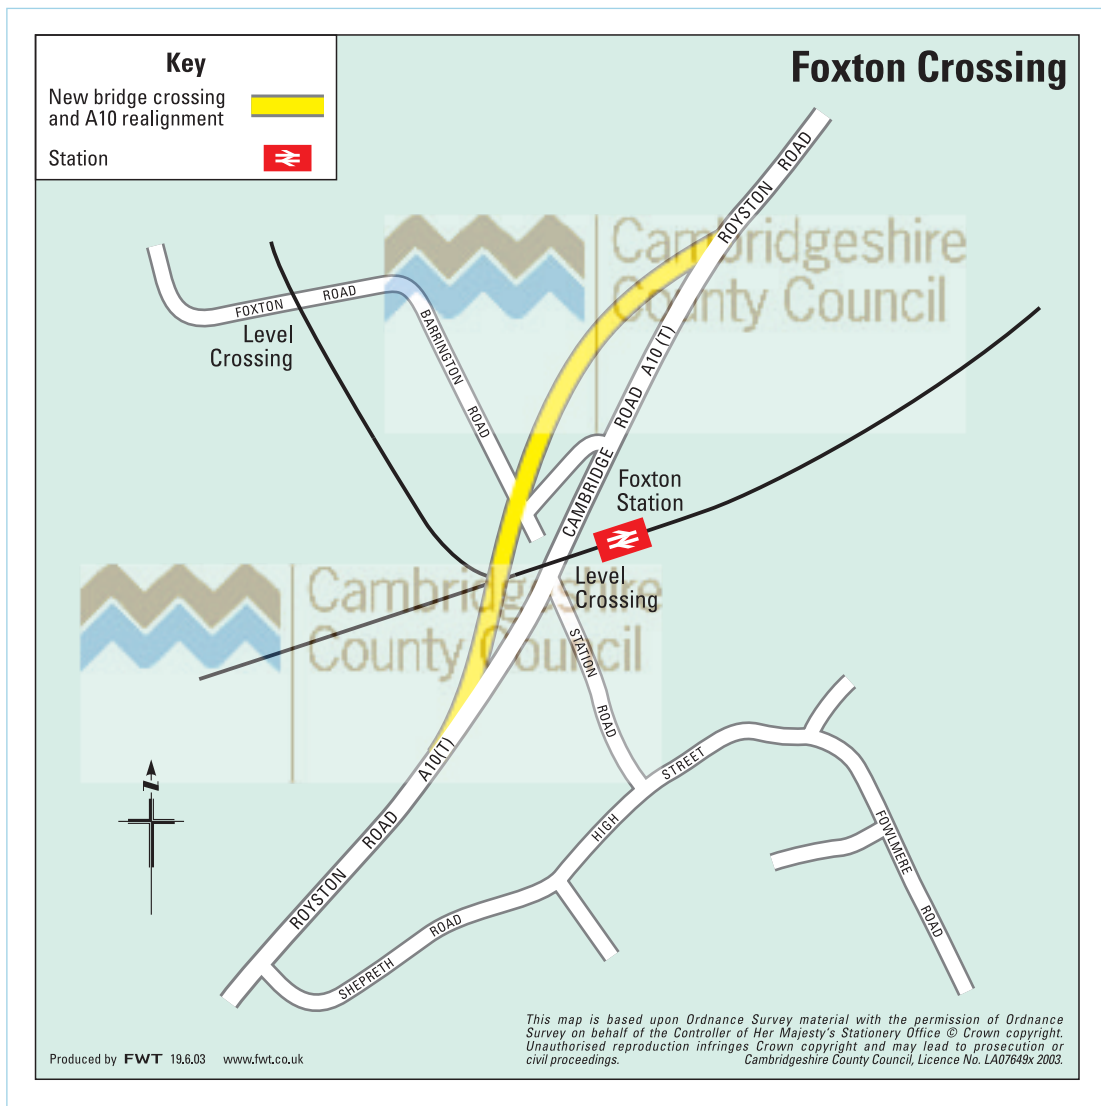 Key
New bridge crossing
and A10 realignment
Station
Foxton Crossing
ROYSTON ROAD
Cambridgeshire
County Council
FOXTON ROAD
Level
Crossing
BARRINGTON ROAD
CAMBRIDGE ROAD A10 (T)
Foxton
Station
Level
Crossing
Cambridgeshire
County Council
STATION ROAD
A10(T)
ROYSTON ROAD
HIGH STREET
FOWLMERE ROAD
SHEPRETH ROAD
N
This map is based upon Ordnance Survey material with the permission of Ordnance
Survey on behalf of the Controller of Her Majesty's Stationery Office © Crown copyright.
Unauthorised reproduction infringes Crown copyright and may lead to prosecution or
civil proceedings. Cambridgeshire County Council, Licence No. LA07649x 2003.
Produced by FWT 19.6.03 www.fwt.co.uk